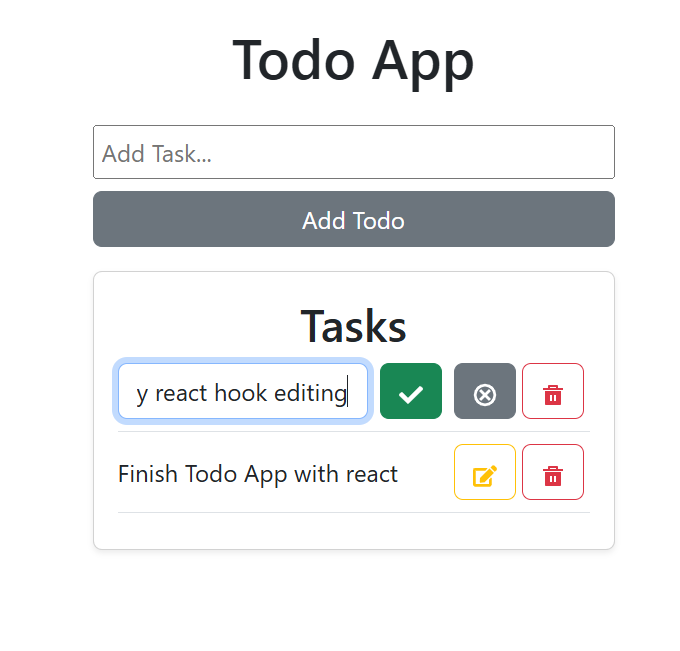 Todo App
Add Task...
Add Todo
Tasks
y react hook editing
Finish Todo App with react